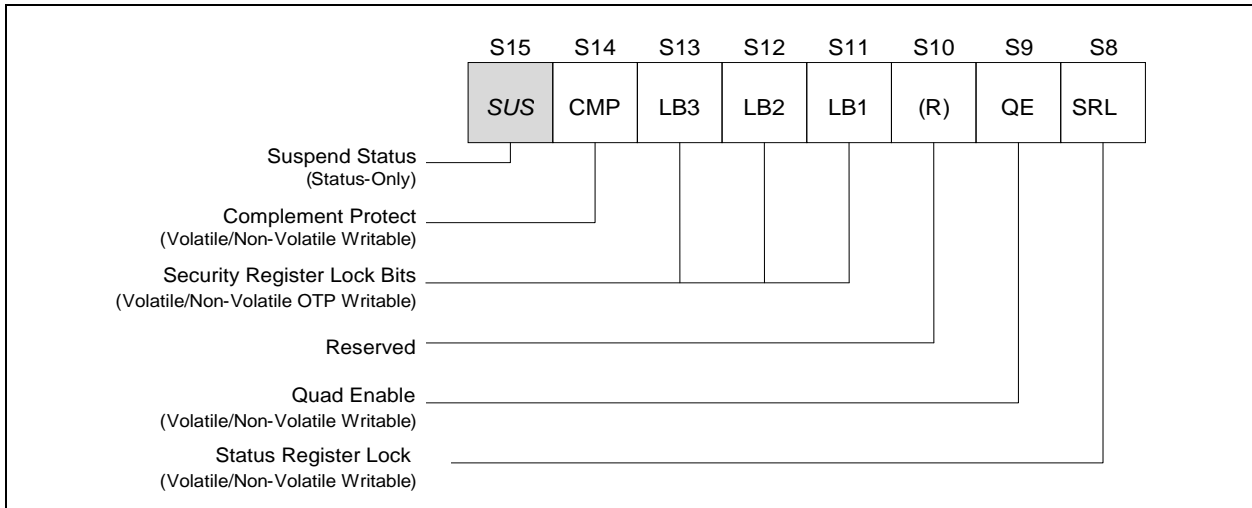 S15 S14 S13 S12 S11 S10 S9 S8
SUS CMP LB3 LB2 LB1 (R) QE SRL
Suspend Status
(Status-Only)
Complement Protect
(Volatile/Non-Volatile Writable)
Security Register Lock Bits
(Volatile/Non-Volatile OTP Writable)
Reserved
Quad Enable
(Volatile/Non-Volatile Writable)
Status Register Lock
(Volatile/Non-Volatile Writable)